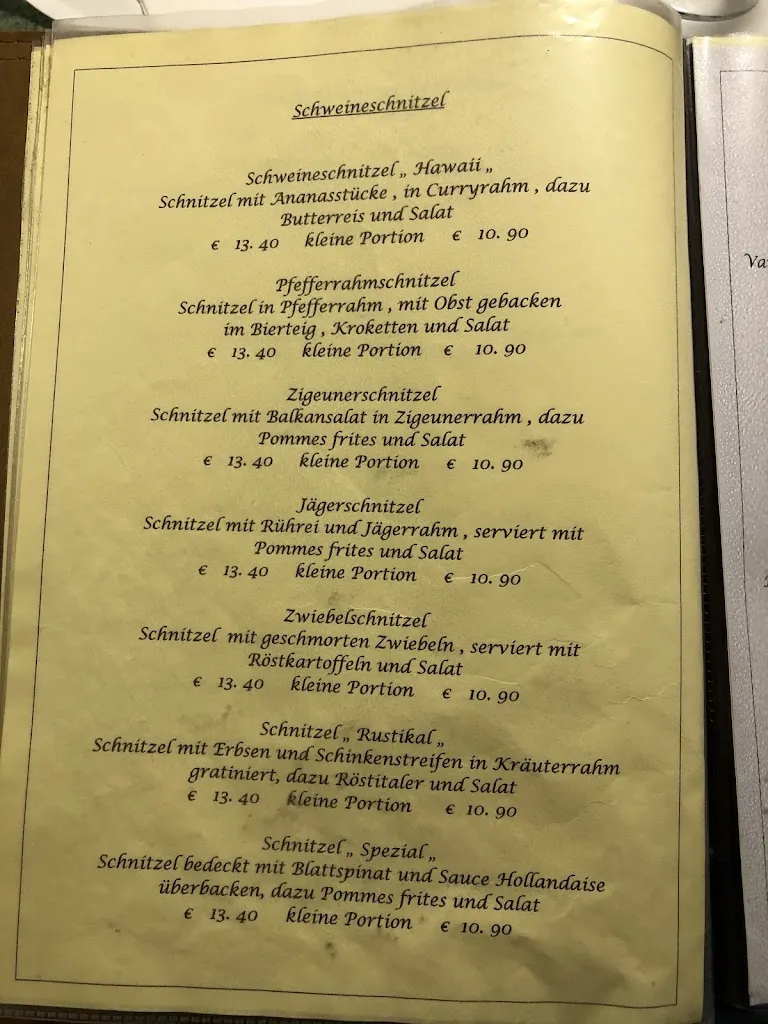 Schweineschnitzel
Schweineschnitzel „ Hawaii „
Schnitzel mit Ananasstücke , in Curryrahm , dazu
Butterreis und Salat
€ 13. 40 kleine Portion € 10. 90
Pfefferrahmschnitzel
Schnitzel in Pfefferrahm , mit Obst gebacken
im Bierteig , Kroketten und Salat
€ 13. 40 kleine Portion € 10. 90
Zigeunerschnitzel
Schnitzel mit Balkansalat in Zigeunerrahm , dazu
Pommes frites und Salat
€ 13. 40 kleine Portion € 10. 90
Jägerschnitzel
Schnitzel mit Rührei und Jägerrahm , serviert mit
Pommes frites und Salat
€ 13. 40 kleine Portion € 10. 90
Zwiebelschnitzel
Schnitzel mit geschmorten Zwiebeln , serviert mit
Röstkartoffeln und Salat
€ 13. 40 kleine Portion € 10. 90
Schnitzel „ Rustikal „
Schnitzel mit Erbsen und Schinkenstreifen in Kräuterrahm
gratiniert, dazu Röstitaler und Salat
€ 13. 40 kleine Portion € 10. 90
Schnitzel „ Spezial „
Schnitzel bedeckt mit Blattspinat und Sauce Hollandaise
überbacken, dazu Pommes frites und Salat
€ 13. 40 kleine Portion € 10. 90